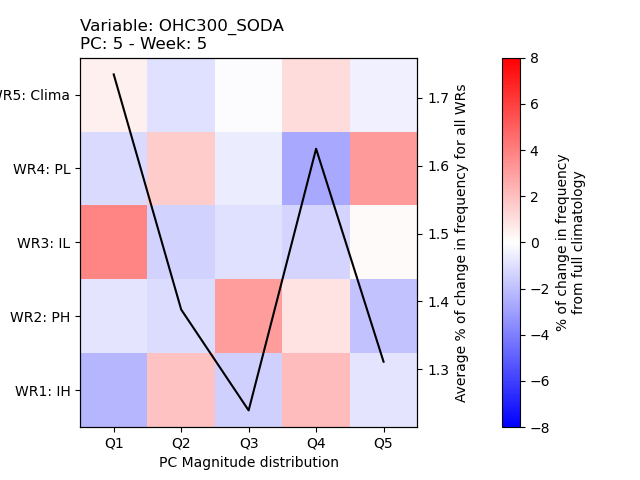 Variable: OHC300_SODA
PC: 5 - Week: 5
WR5: Clima
WR4: PL
WR3: IL
WR2: PH
WR1: IH
Q1 Q2 Q3 Q4 Q5
PC Magnitude distribution
1.7
1.6
1.5
1.4
1.3
Average % of change in frequency for all WRs
8
6
4
2
0
−2
−4
−6
−8
% of change in frequency
from full climatology